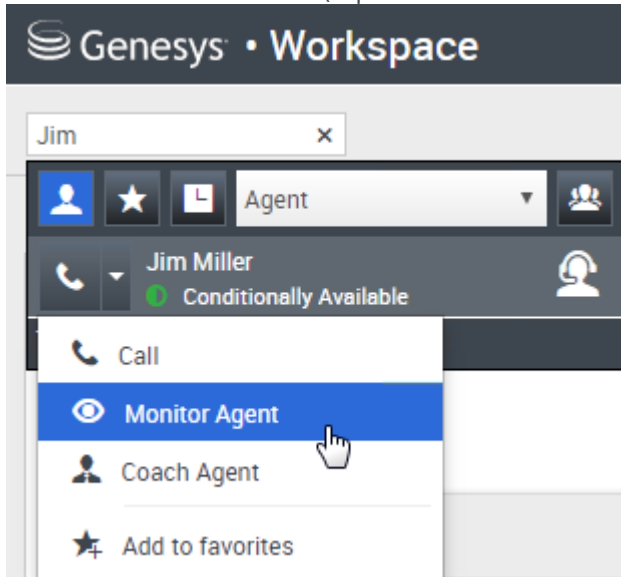 Genesys • Workspace
Jim
Agent
Jim Miller
Conditionally Available
Call
Monitor Agent
Coach Agent
Add to favorites